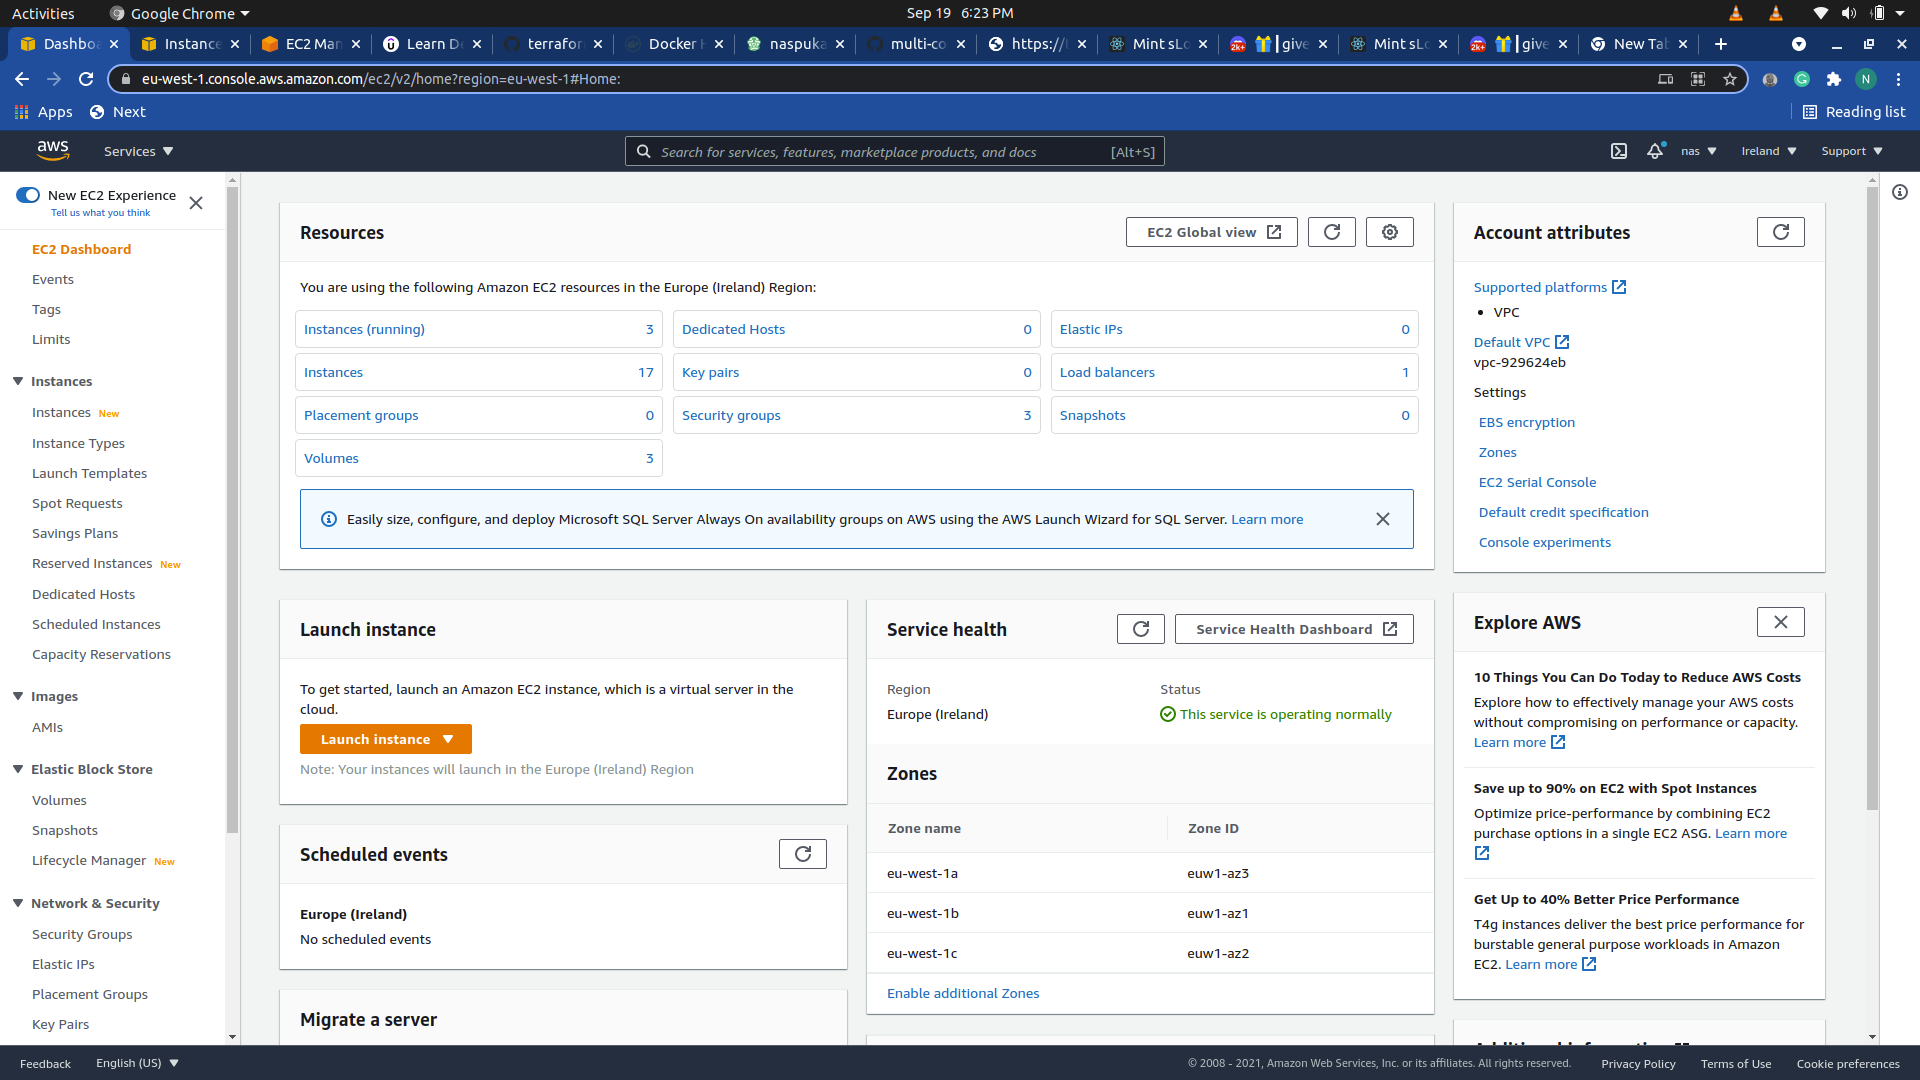 Activities
Google Chrome
Sep 19 6:23 PM
Dashbo
Instance
EC2 Man
Learn D
terrafor
Docker H
naspuka
multi-co
https://
Mint sLo
give
Mint sLo
give
New Tab
eu-west-1.console.aws.amazon.com/ec2/v2/home?region=eu-west-1#Home:
N
Apps
Next
Reading list
aws
Services
Search for services, features, marketplace products, and docs
[Alt+S]
nas
Ireland
Support
New EC2 Experience
Tell us what you think
EC2 Dashboard
Events
Tags
Limits
Instances
Instances New
Instance Types
Launch Templates
Spot Requests
Savings Plans
Reserved Instances New
Dedicated Hosts
Scheduled Instances
Capacity Reservations
Images
AMIs
Elastic Block Store
Volumes
Snapshots
Lifecycle Manager New
Network & Security
Security Groups
Elastic IPs
Placement Groups
Key Pairs
Resources
EC2 Global view
You are using the following Amazon EC2 resources in the Europe (Ireland) Region:
Instances (running) 3
Dedicated Hosts 0
Elastic IPs 0
Instances 17
Key pairs 0
Load balancers 1
Placement groups 0
Security groups 3
Snapshots 0
Volumes 3
Easily size, configure, and deploy Microsoft SQL Server Always On availability groups on AWS using the AWS Launch Wizard for SQL Server. Learn more
Launch instance
To get started, launch an Amazon EC2 instance, which is a virtual server in the
cloud.
Launch instance
Note: Your instances will launch in the Europe (Ireland) Region
Scheduled events
Europe (Ireland)
No scheduled events
Migrate a server
Service health
Service Health Dashboard
Region
Status
Europe (Ireland)
This service is operating normally
Zones
Zone name
Zone ID
eu-west-1a
euw1-az3
eu-west-1b
euw1-az1
eu-west-1c
euw1-az2
Enable additional Zones
Account attributes
Supported platforms
• VPC
Default VPC
vpc-929624eb
Settings
EBS encryption
Zones
EC2 Serial Console
Default credit specification
Console experiments
Explore AWS
10 Things You Can Do Today to Reduce AWS Costs
Explore how to effectively manage your AWS costs
without compromising on performance or capacity.
Learn more
Save up to 90% on EC2 with Spot Instances
Optimize price-performance by combining EC2
purchase options in a single EC2 ASG. Learn more
Get Up to 40% Better Price Performance
T4g instances deliver the best price performance for
burstable general purpose workloads in Amazon
EC2. Learn more
Additional information
Feedback
English (US)
© 2008 - 2021, Amazon Web Services, Inc. or its affiliates. All rights reserved.
Privacy Policy
Terms of Use
Cookie preferences